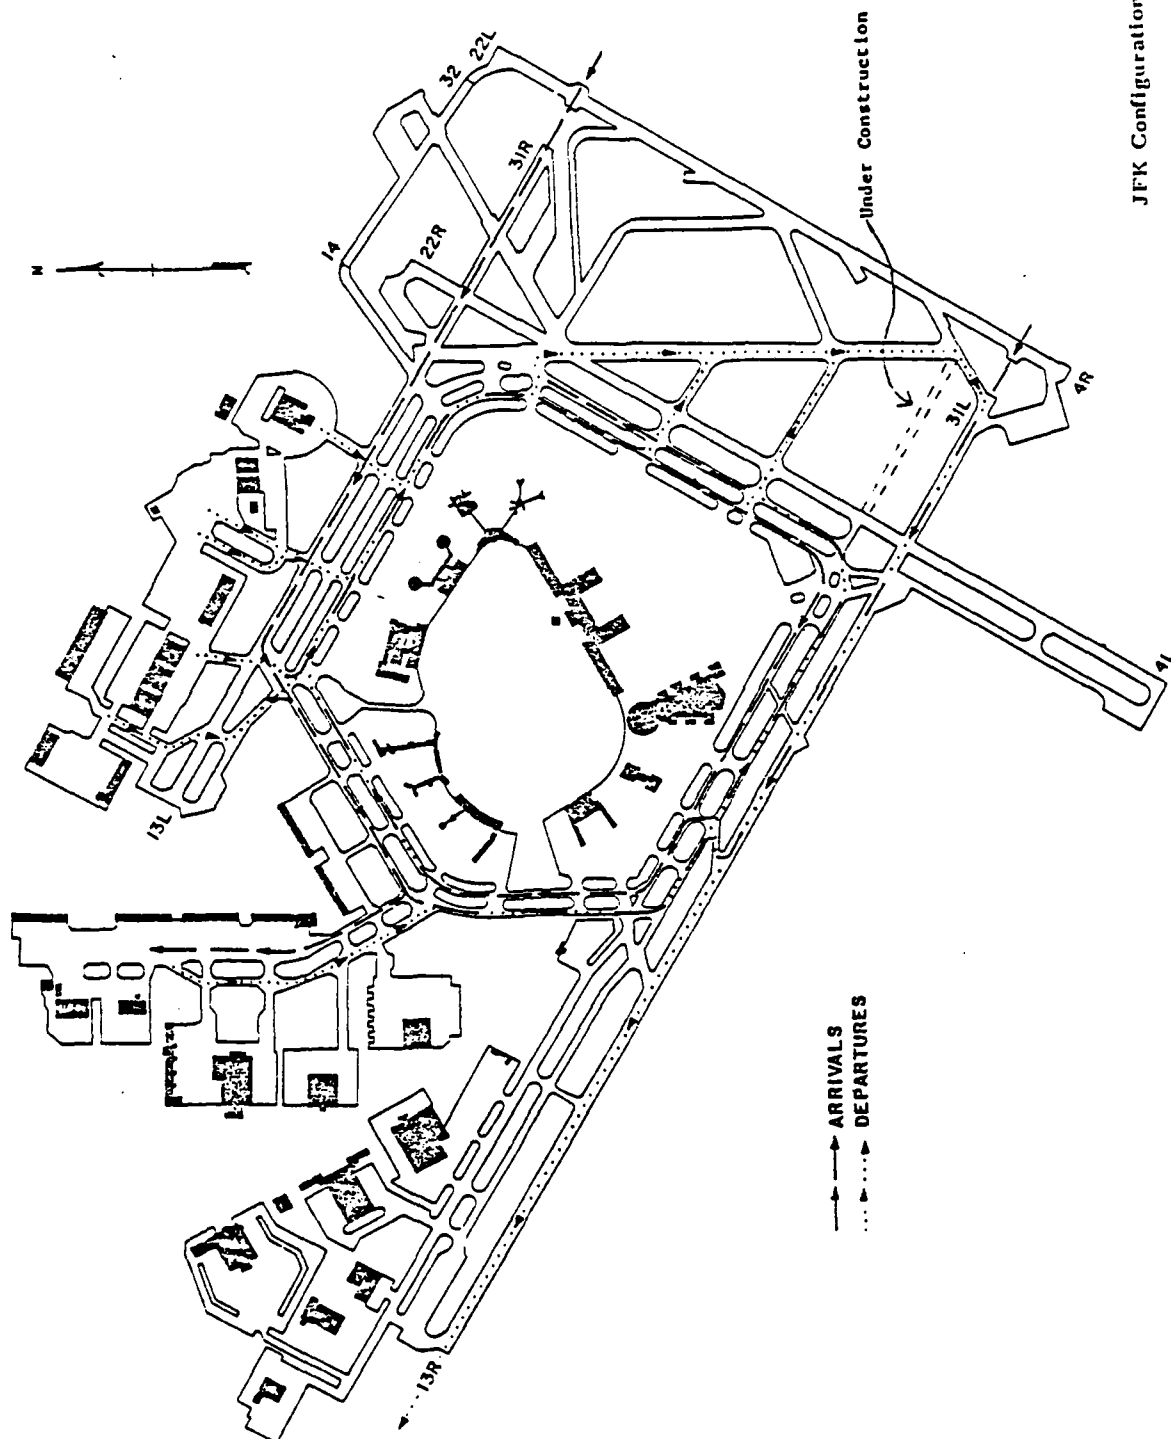 N
14
32
22L
22R
31R
13L
Under Construction
31L
4R
4L
13R
ARRIVALS
DEPARTURES
JFK Configuration